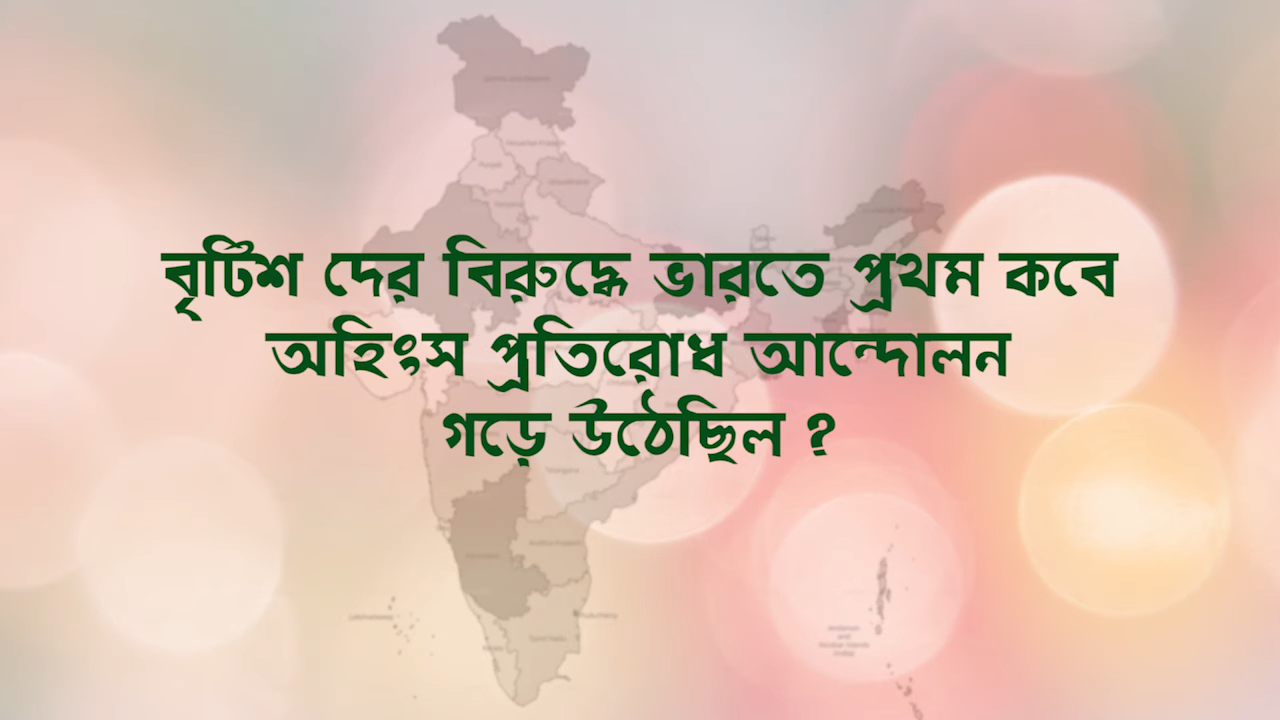 বৃটিশ দের বিরুদ্ধে ভারতে প্রথম কবে
অহিংস প্রতিরোধ আন্দোলন
গড়ে উঠেছিল ?